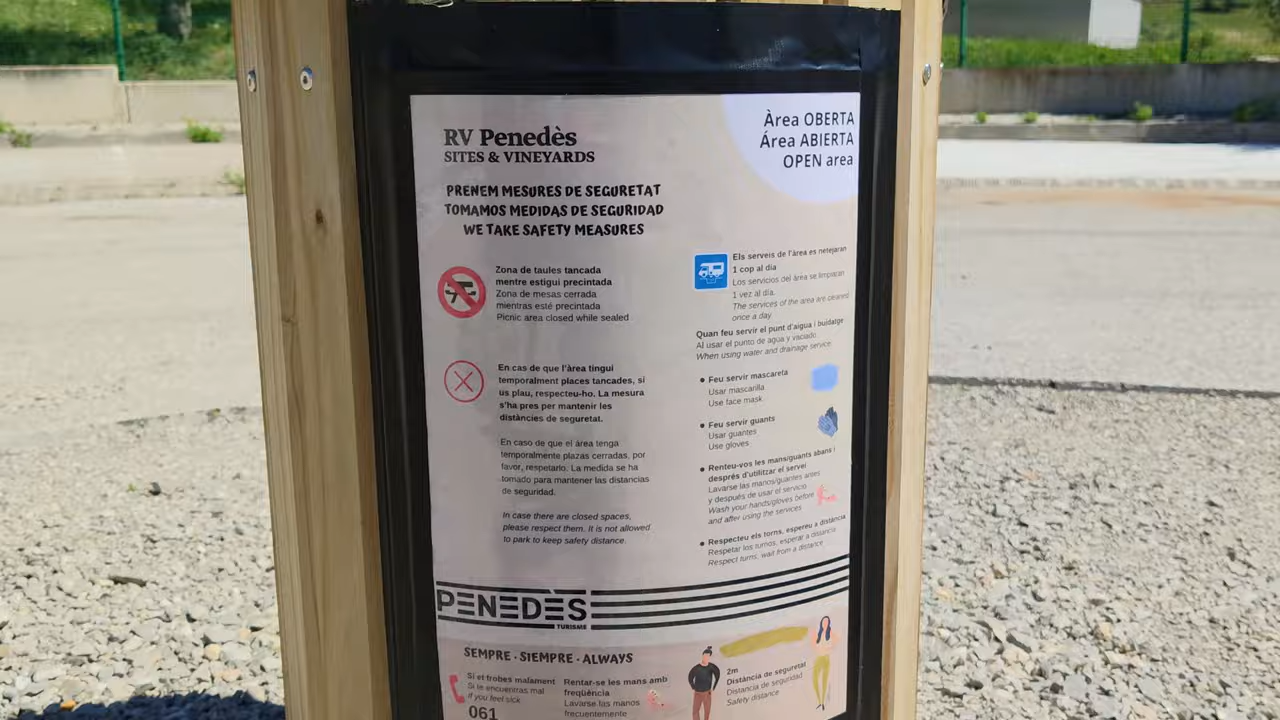 RV Penedès
SITES & VINEYARDS
Àrea OBERTA
Área ABIERTA
OPEN area
PRENEM MESURES DE SEGURETAT
TOMAMOS MEDIDAS DE SEGURIDAD
WE TAKE SAFETY MEASURES
Zona de taules tancada
mentre estigui precintada
Zona de mesas cerrada
mientras esté precintada
Picnic area closed while sealed
En cas de que l'àrea tingui
temporalment places tancades, si
us plau, respecteu-ho. La mesura
s'ha pres per mantenir les
distàncies de seguretat.
En caso de que el área tenga
temporalmente plazas cerradas, por
favor, respetarlo. La medida se ha
tomado para mantener las distancias
de seguridad.
In case there are closed spaces,
please respect them. It is not allowed
to park to keep safety distance.
Els serveis de l'àrea es netejaran
1 cop al dia
Los servicios del área se limpiaran
1 vez al día.
The services of the area are cleaned
once a day.
Quan feu servir el punt d'aigua i buidatge
Al usar el punto de agua y vaciado.
When using water and drainage service.
• Feu servir mascareta
Usar mascarilla
Use face mask
• Feu servir guants
Usar guantes
Use gloves
• Renteu-vos les mans/guants abans i
després d'utilitzar el servei
Lavarse las manos/guantes antes
y después de usar el servicio
Wash your hands/gloves before
and after using the services
• Respecteu els torns, espereu a distància
Respetar los turnos, esperar a distancia
Respect turns, wait from a distance
PENEDÈS
TURISME
SEMPRE · SIEMPRE · ALWAYS
Si et trobes malament
Si te encuentras mal
If you feel sick
061
Rentar-se les mans amb
freqüència
Lavarse las manos
frecuentemente
2m
Distància de seguretat
Distancia de seguridad
Safety distance